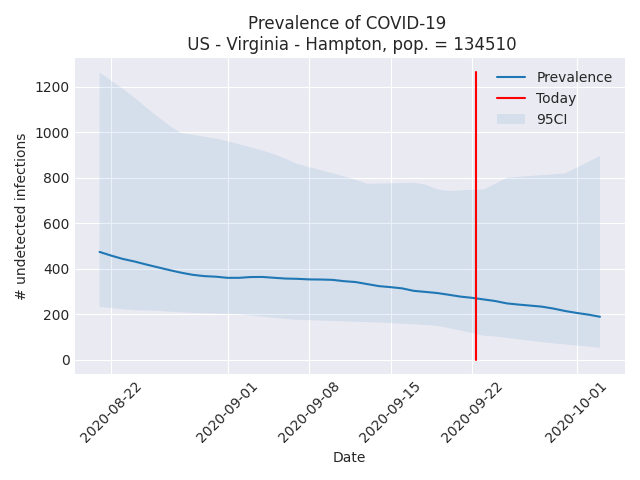 Prevalence of COVID-19
US - Virginia - Hampton, pop. = 134510
Prevalence
Today
95CI
# undetected infections
1200
1000
800
600
400
200
0
2020-08-22
2020-09-01
2020-09-08
2020-09-15
2020-09-22
2020-10-01
Date